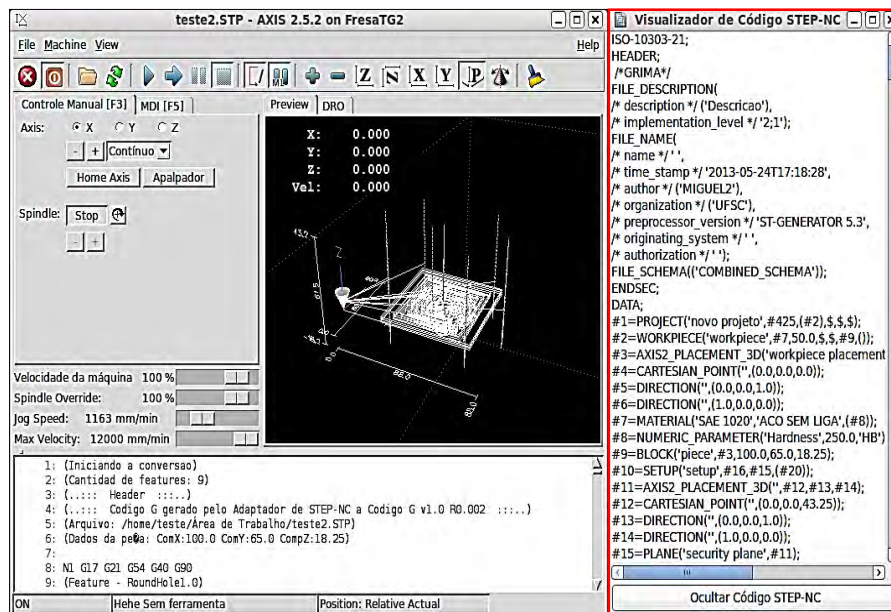 teste2.STP - AXIS 2.5.2 on FresaTG2
File Machine View Help
Controle Manual [F3] MDI [F5]
Axis: X Y Z
- + Contínuo
Home Axis Apalpador
Spindle: Stop
- +
Velocidade da máquina 100 %
Spindle Override: 100 %
Jog Speed: 1163 mm/min
Max Velocity: 12000 mm/min
Preview DRO
X: 0.000
Y: 0.000
Z: 0.000
Vel: 0.000
1: (Iniciando a conversao)
2: (Cantidad de features: 9)
3: (..::: Header :::..)
4: (..::: Codigo G gerado pelo Adaptador de STEP-NC a Codigo G v1.0 R0.002 :::..)
5: (Arquivo: /home/teste/Área de Trabalho/teste2.STP)
6: (Dados da pe�a: ComX:100.0 ComY:65.0 CompZ:18.25)
7:
8: N1 G17 G21 G54 G40 G90
9: (Feature - RoundHole1.0)
ON Hehe Sem ferramenta Position: Relative Actual
Visualizador de Código STEP-NC
ISO-10303-21;
HEADER;
/*GRIMA*/
FILE_DESCRIPTION(
/* description */ ('Descricao'),
/* implementation_level */ '2;1');
FILE_NAME(
/* name */ ' ',
/* time_stamp */ '2013-05-24T17:18:28',
/* author */ ('MIGUEL2'),
/* organization */ ('UFSC'),
/* preprocessor_version */ 'ST-GENERATOR 5.3',
/* originating_system */ ' ',
/* authorization */ ' ');
FILE_SCHEMA(('COMBINED_SCHEMA'));
ENDSEC;
DATA;
#1=PROJECT('novo projeto',#425,(#2),$,$,$);
#2=WORKPIECE('workpiece',#7,50.0,$,$,#9,());
#3=AXIS2_PLACEMENT_3D('workpiece placement
#4=CARTESIAN_POINT('',(0.0,0.0,0.0));
#5=DIRECTION('',(0.0,0.0,1.0));
#6=DIRECTION('',(1.0,0.0,0.0));
#7=MATERIAL('SAE 1020','ACO SEM LIGA',(#8));
#8=NUMERIC_PARAMETER('Hardness',250.0,'HB')
#9=BLOCK('piece',#3,100.0,65.0,18.25);
#10=SETUP('setup',#16,#15,(#20));
#11=AXIS2_PLACEMENT_3D('',#12,#13,#14);
#12=CARTESIAN_POINT('',(0.0,0.0,43.25));
#13=DIRECTION('',(0.0,0.0,1.0));
#14=DIRECTION('',(1.0,0.0,0.0));
#15=PLANE('security plane',#11);
Ocultar Código STEP-NC